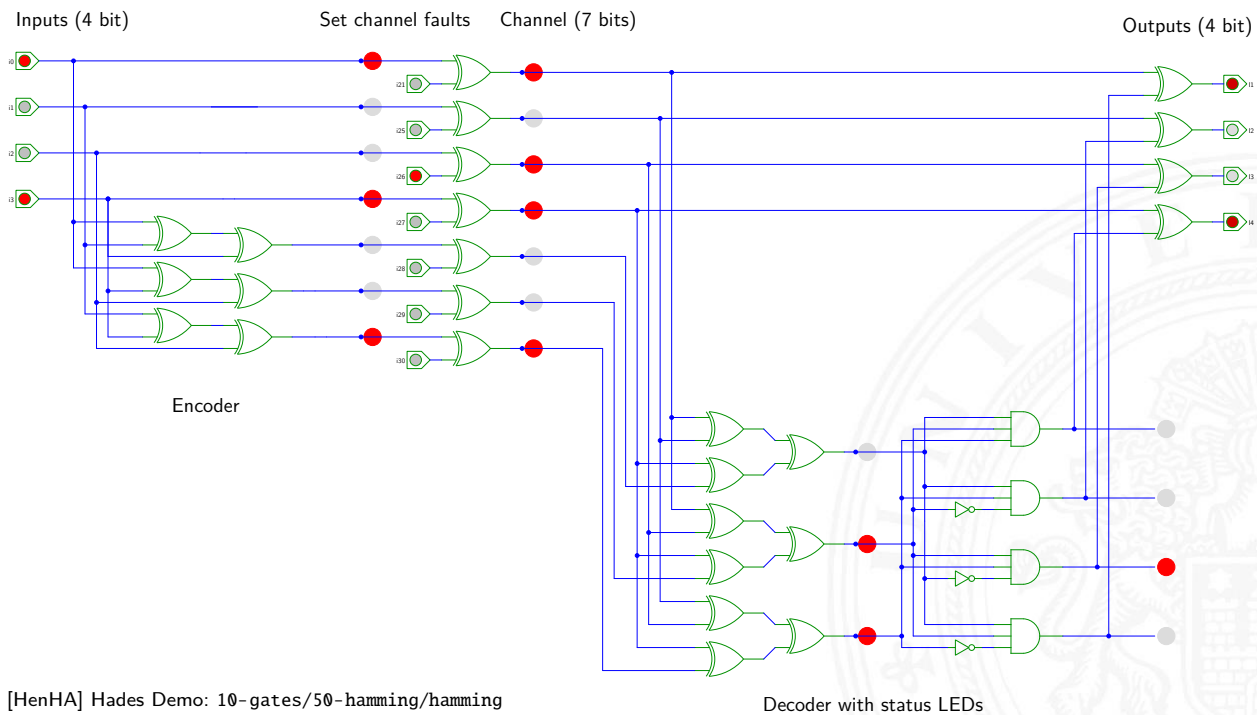 Inputs (4 bit)
Set channel faults
Channel (7 bits)
Outputs (4 bit)
i0
i1
i2
i3
i21
i25
i26
i27
i28
i29
i30
l1
l2
l3
l4
Encoder
[HenHA] Hades Demo: 10-gates/50-hamming/hamming
Decoder with status LEDs